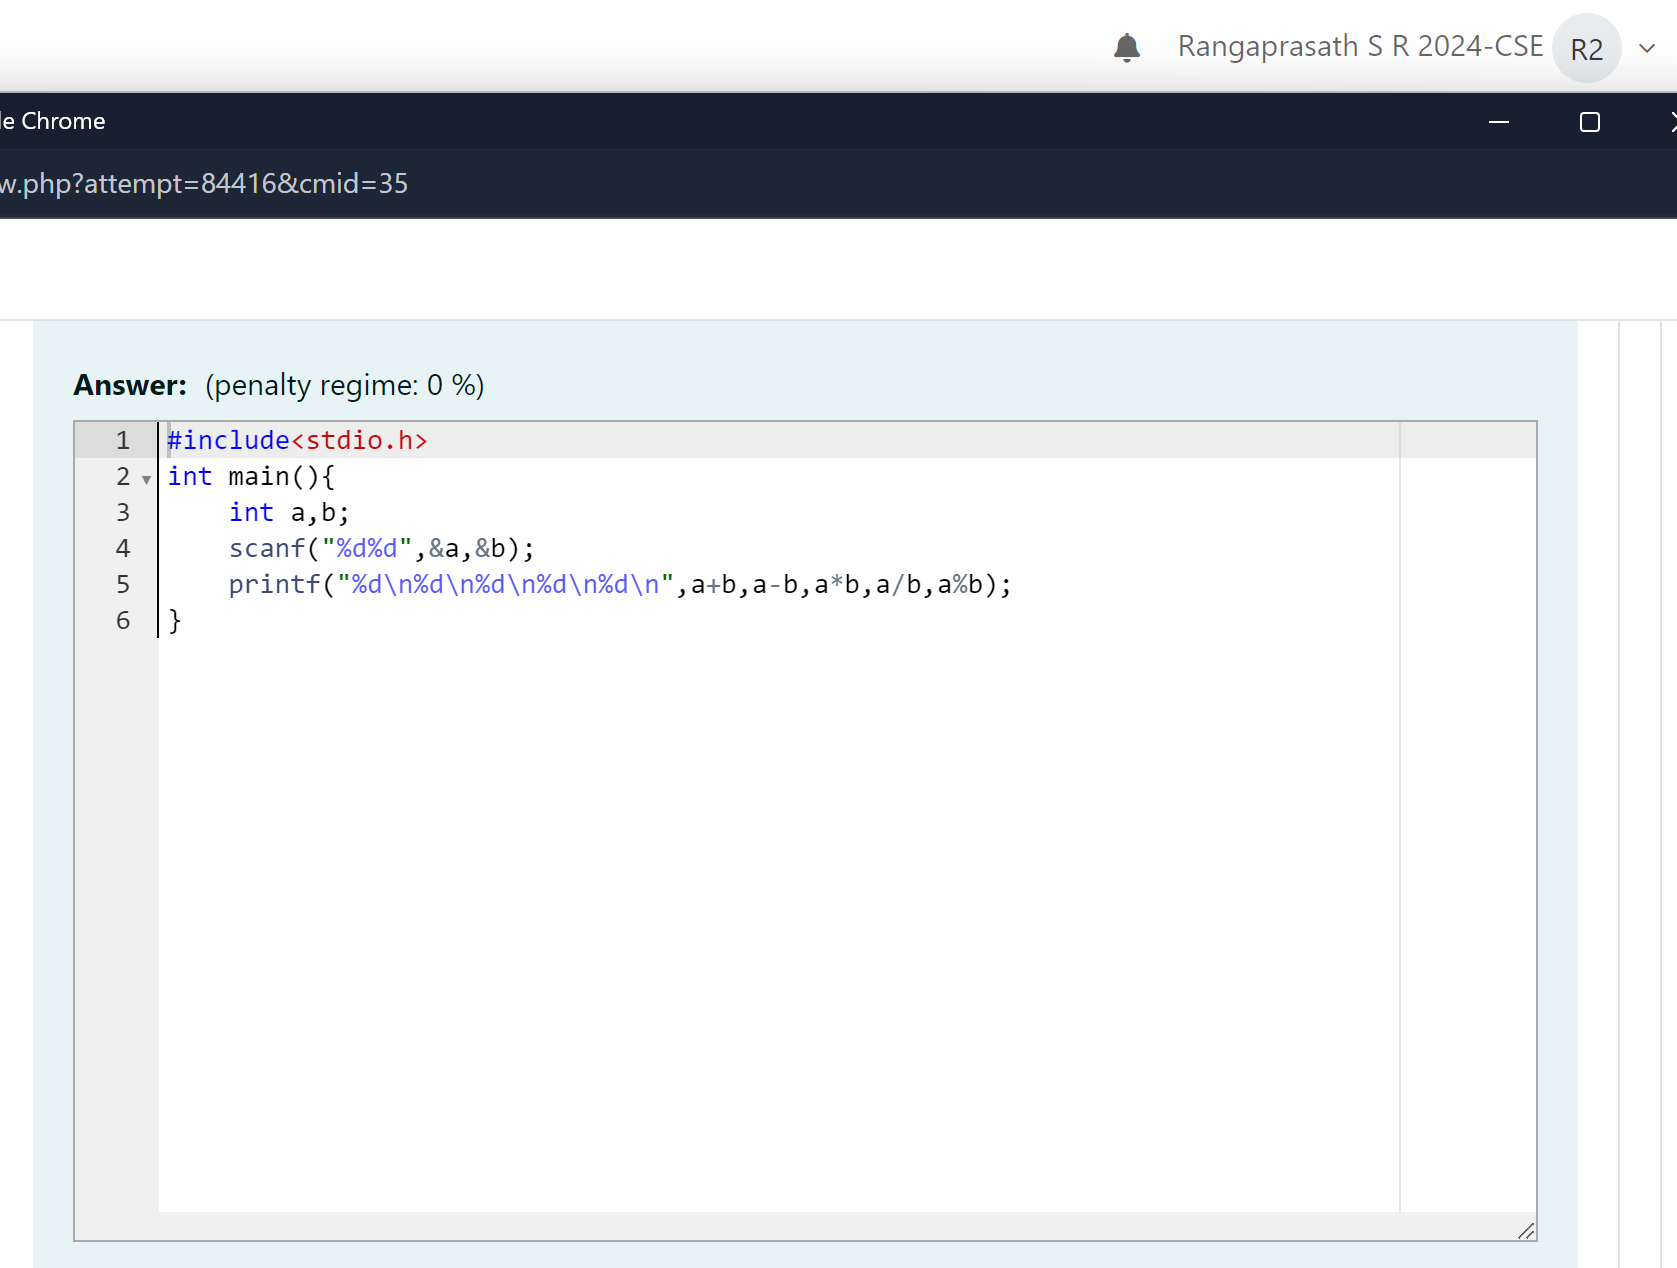 Rangaprasath S R 2024-CSE R2
le Chrome
w.php?attempt=84416&cmid=35
Answer: (penalty regime: 0 %)
1 #include<stdio.h>
2 int main(){
3     int a,b;
4     scanf("%d%d",&a,&b);
5     printf("%d\n%d\n%d\n%d\n%d\n",a+b,a-b,a*b,a/b,a%b);
6 }